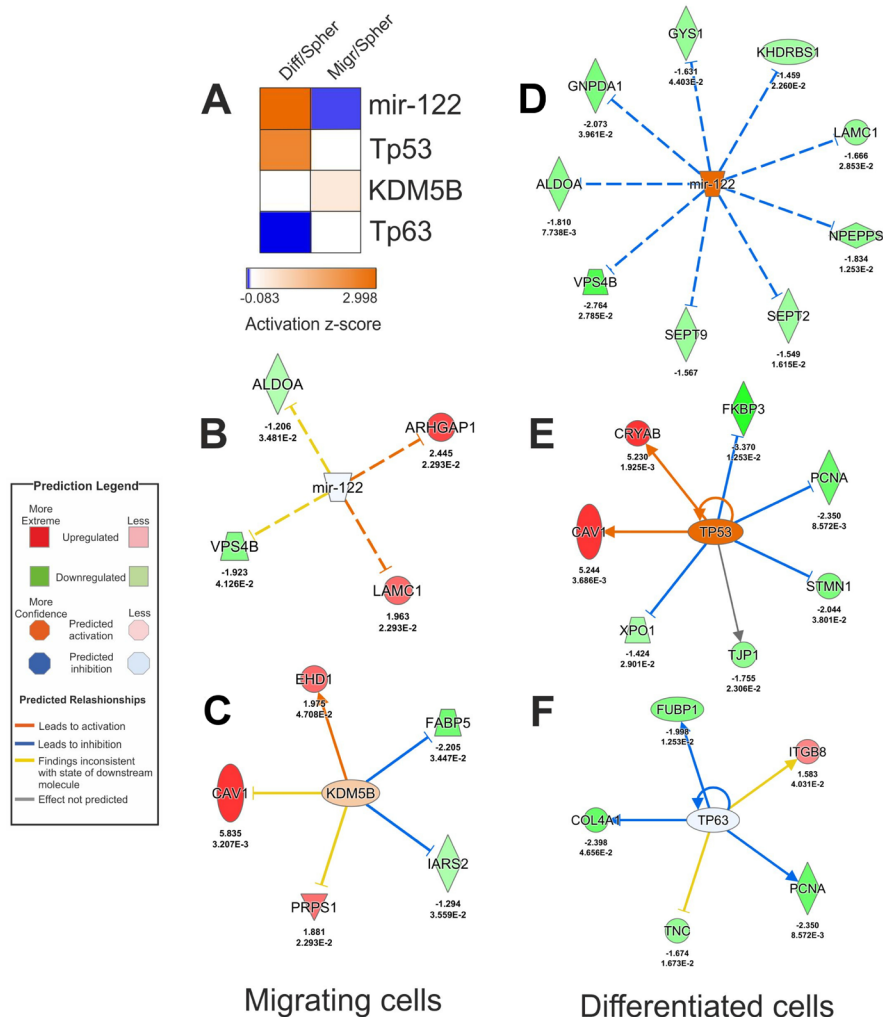 A
Diff/Spher
Migr/Spher
mir-122
Tp53
KDM5B
Tp63
-0.083
2.998
Activation z-score
B
ALDOA
-1.206
3.481E-2
ARHGAP1
2.445
2.293E-2
mir-122
VPS4B
-1.923
4.126E-2
LAMC1
1.963
2.293E-2
Prediction Legend
More
Extreme
Less
Upregulated
Downregulated
More
Confidence
Less
Predicted
activation
Predicted
inhibition
Predicted Relashionships
Leads to activation
Leads to inhibition
Findings inconsistent
with state of downstream
molecule
Effect not predicted
C
EHD1
1.975
4.708E-2
FABP5
-2.205
3.447E-2
CAV1
5.835
3.207E-3
KDM5B
IARS2
-1.294
3.559E-2
PRPS1
1.881
2.293E-2
Migrating cells
D
GYS1
-1.631
4.403E-2
KHDRBS1
-1.459
2.260E-2
GNPDA1
-2.073
3.961E-2
LAMC1
-1.666
2.853E-2
ALDOA
-1.810
7.738E-3
mir-122
NPEPPS
-1.834
1.253E-2
VPS4B
-2.764
2.785E-2
SEPT9
-1.567
SEPT2
-1.549
1.615E-2
E
FKBP3
-3.370
1.253E-2
CRYAB
5.230
1.925E-3
PCNA
-2.350
8.572E-3
CAV1
5.244
3.686E-3
TP53
STMN1
-2.044
3.801E-2
XPO1
-1.424
2.901E-2
TJP1
-1.755
2.306E-2
F
FUBP1
-1.998
1.253E-2
ITGB8
1.583
4.031E-2
COL4A1
-2.398
4.656E-2
TP63
PCNA
-2.350
8.572E-3
TNC
-1.674
1.673E-2
Differentiated cells